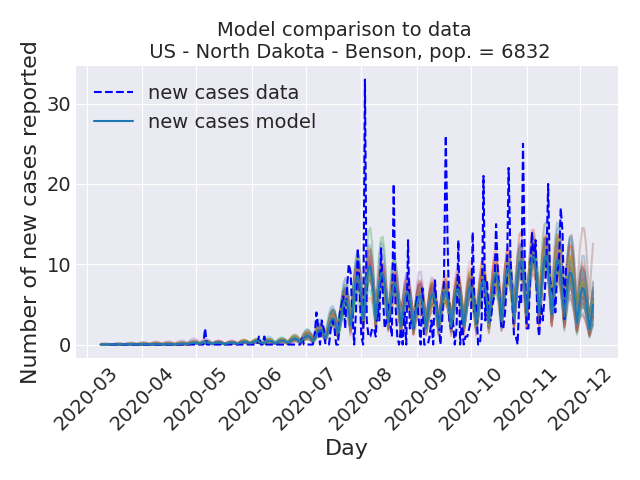 Model comparison to data
US - North Dakota - Benson, pop. = 6832
Number of new cases reported
30
20
10
0
new cases data
new cases model
2020-03
2020-04
2020-05
2020-06
2020-07
2020-08
2020-09
2020-10
2020-11
2020-12
Day